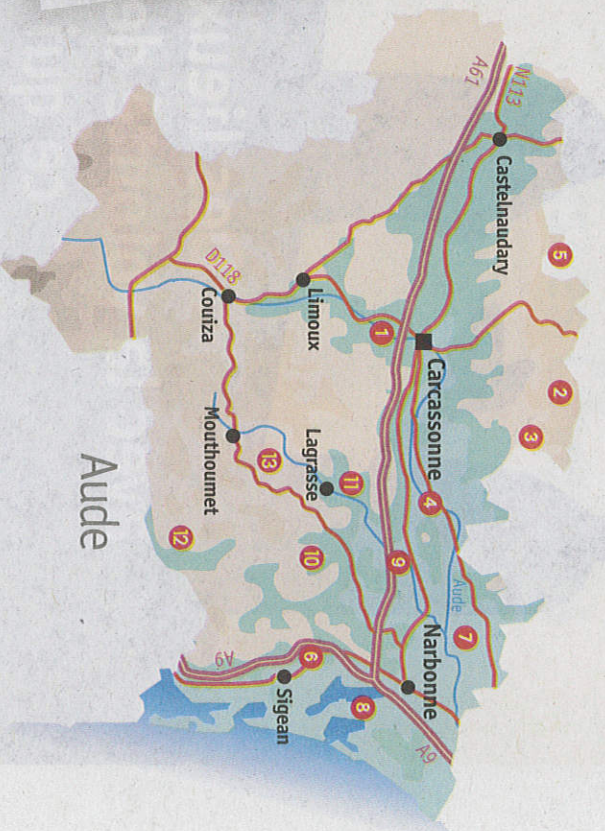 5
2
3
N113
Castelnaudary
A61
7
Aude
Carcassonne
4
Narbonne
A9
9
1
8
11
Limoux
Lagrasse
10
6
Sigean
13
A9
D118
Couiza
Mouthoumet
12
Aude